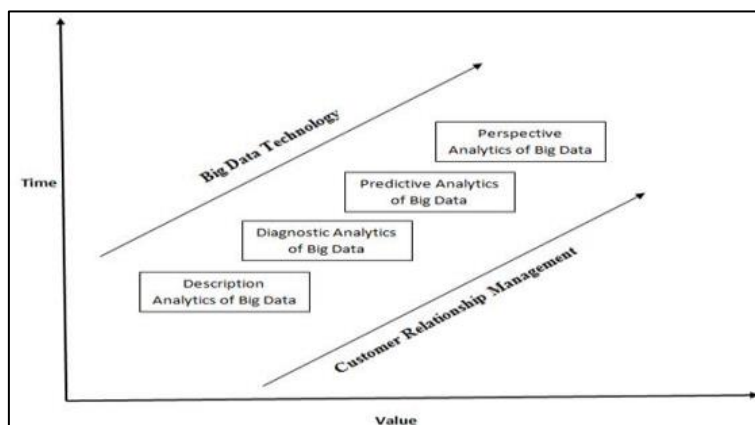 Big Data Technology
Perspective
Analytics of Big Data
Time
Predictive Analytics
of Big Data
Diagnostic Analytics
of Big Data
Description
Analytics of Big Data
Customer Relationship Management
Value